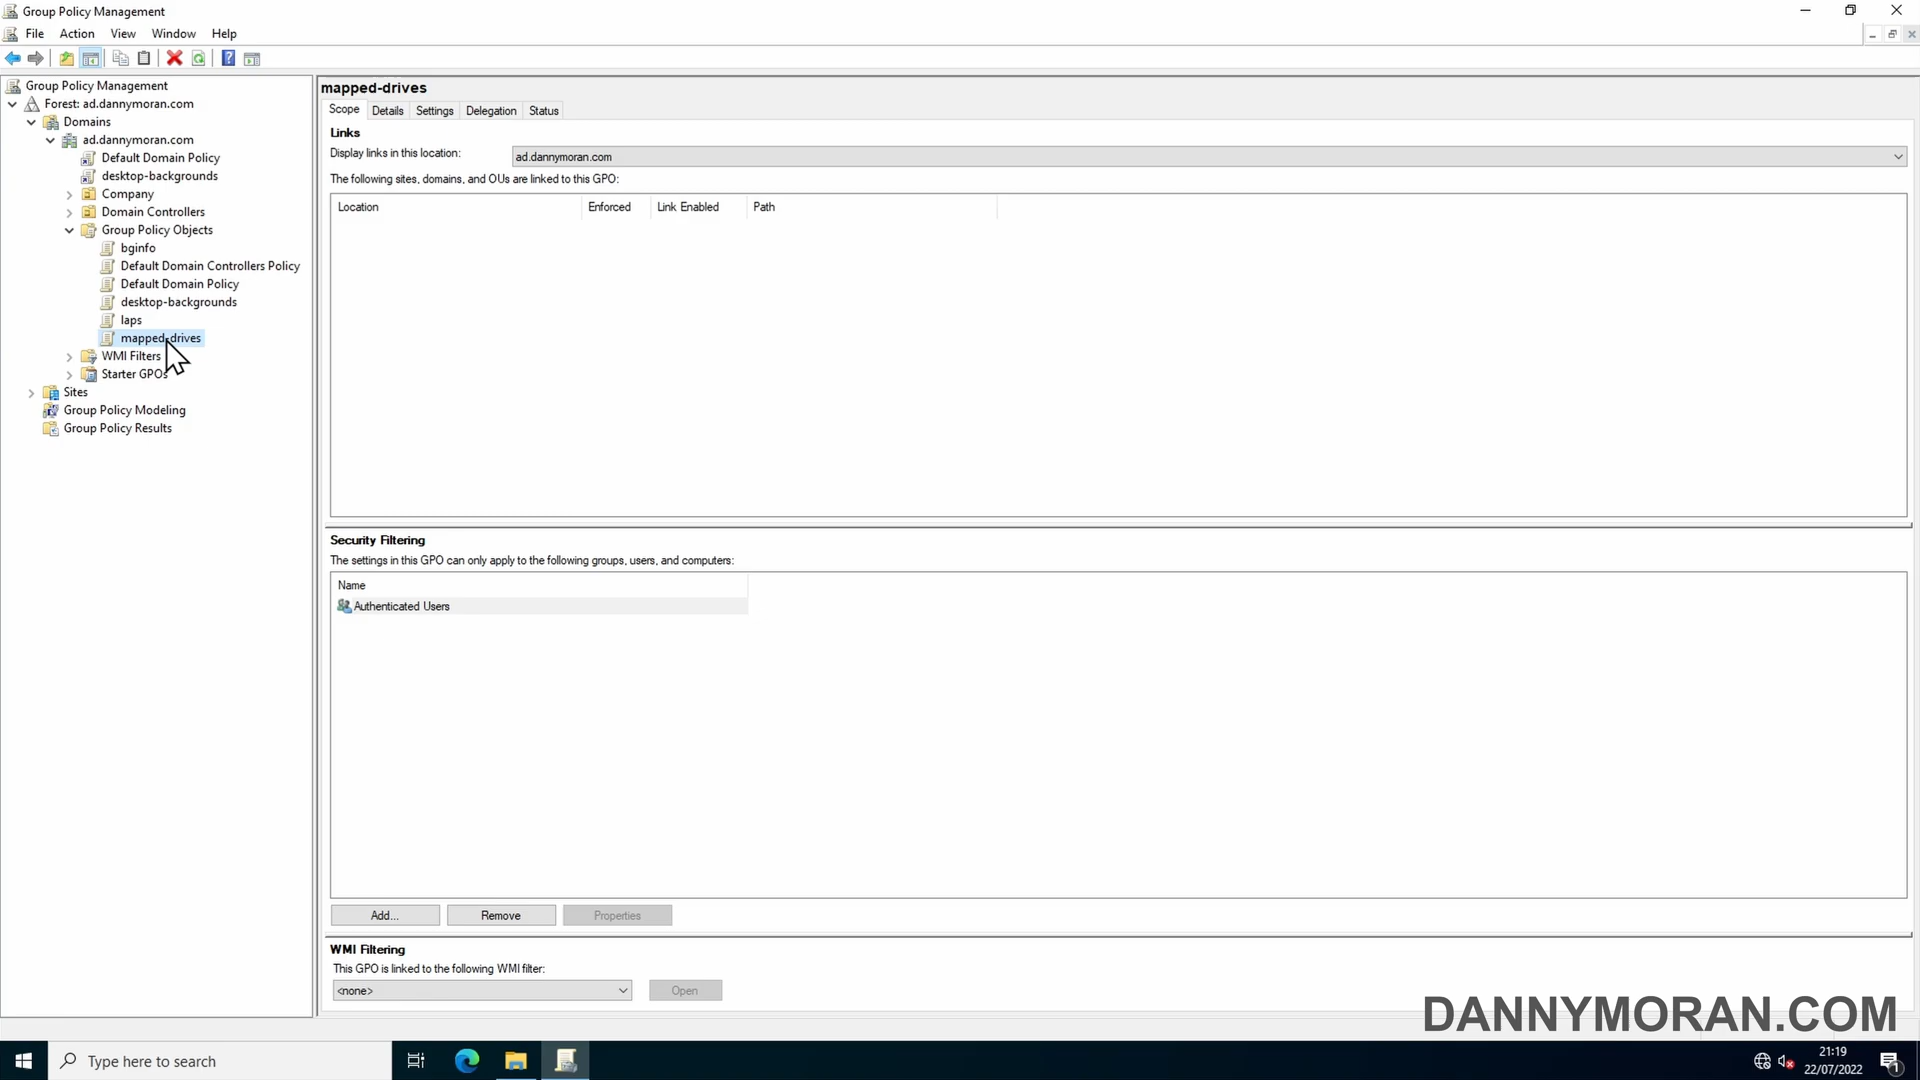 Group Policy Management
File Action View Window Help
Group Policy Management
Forest: ad.dannymoran.com
Domains
ad.dannymoran.com
Default Domain Policy
desktop-backgrounds
Company
Domain Controllers
Group Policy Objects
bginfo
Default Domain Controllers Policy
Default Domain Policy
desktop-backgrounds
laps
mapped-drives
WMI Filters
Starter GPOs
Sites
Group Policy Modeling
Group Policy Results
mapped-drives
Scope Details Settings Delegation Status
Links
Display links in this location: ad.dannymoran.com
The following sites, domains, and OUs are linked to this GPO:
Location Enforced Link Enabled Path
Security Filtering
The settings in this GPO can only apply to the following groups, users, and computers:
Name
Authenticated Users
Add... Remove Properties
WMI Filtering
This GPO is linked to the following WMI filter:
<none> Open
DANNYMORAN.COM
Type here to search
21:19
22/07/2022
1